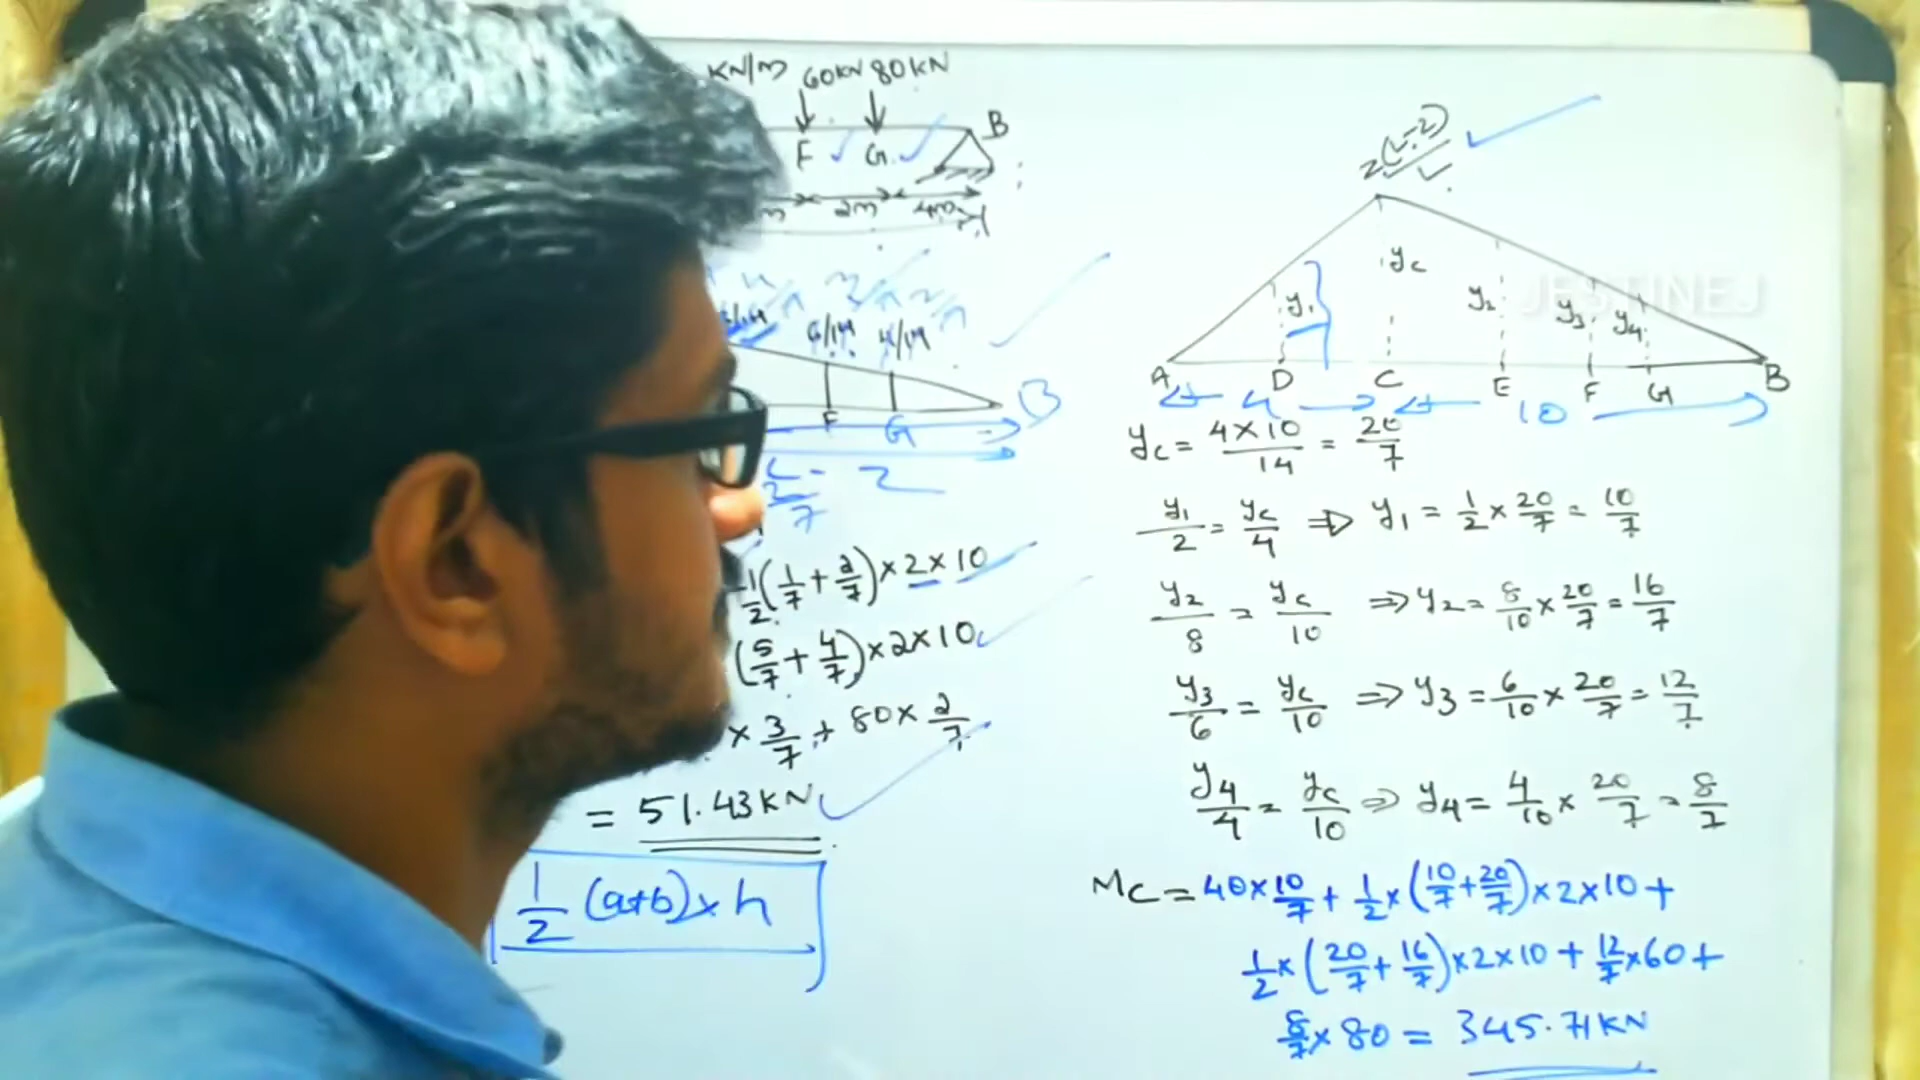 KN/m 60KN 80KN
F G B
m 2m 4m
6/14 4/14
F G B
1/2(1/7 + 2/7) × 2 × 10
(5/7 + 4/7) × 2 × 10
× 3/7 + 80 × 2/7
= 51.43 KN
1/2 (a+b) × h
z(L-z)/L
y1 yc y2 y3 y4
JESTINEJ
A D C E F G B
4 10
yc = 4×10/14 = 20/7
y1/2 = yc/4 ⇒ y1 = 1/2 × 20/7 = 10/7
y2/8 = yc/10 ⇒ y2 = 8/10 × 20/7 = 16/7
y3/6 = yc/10 ⇒ y3 = 6/10 × 20/7 = 12/7
y4/4 = yc/10 ⇒ y4 = 4/10 × 20/7 = 8/7
MC = 40 × 10/7 + 1/2 × (10/7 + 20/7) × 2 × 10 +
1/2 × (20/7 + 16/7) × 2 × 10 + 12/7 × 60 +
8/7 × 80 = 345.71 KN